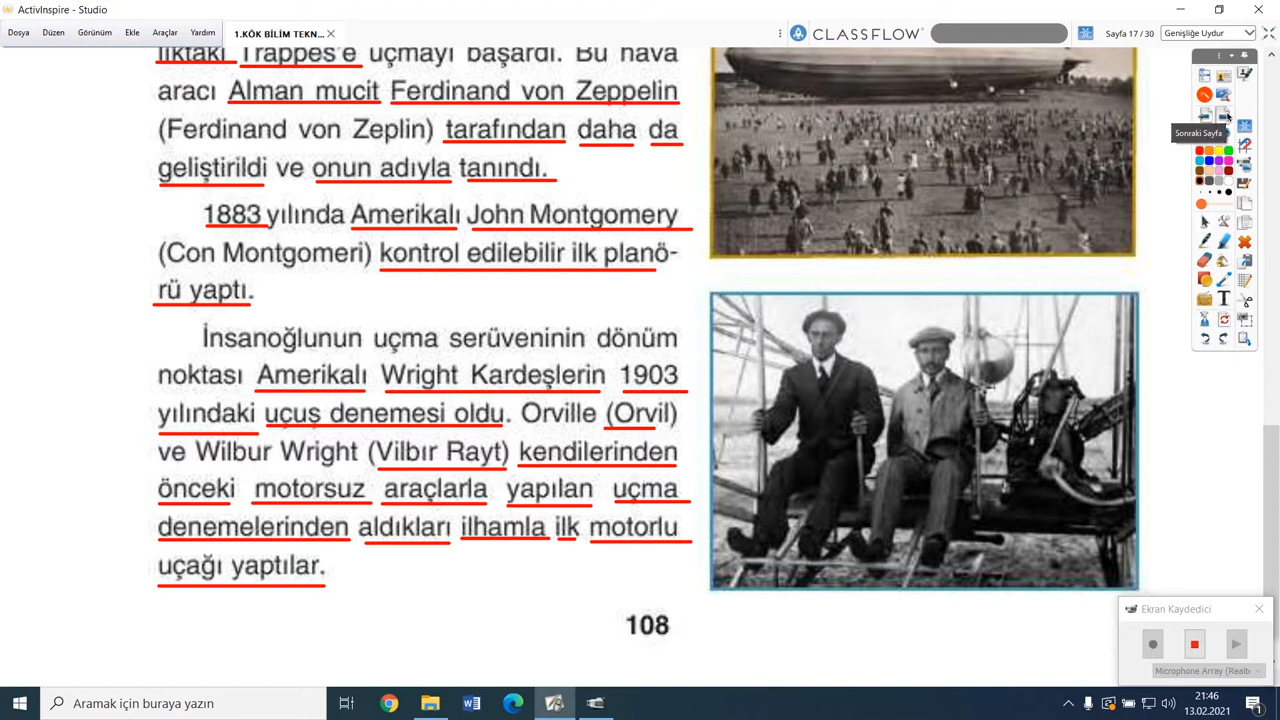 ActivInspire - Studio
Dosya Düzen Görünüm Ekle Araçlar Yardım
1.KÖK BİLİM TEKN...
CLASSFLOW
Sayfa 17 / 30
Genişliğe Uydur
Sonraki Sayfa
lıktaki Trappes'e uçmayı başardı. Bu hava
aracı Alman mucit Ferdinand von Zeppelin
(Ferdinand von Zeplin) tarafından daha da
geliştirildi ve onun adıyla tanındı.
1883 yılında Amerikalı John Montgomery
(Con Montgomeri) kontrol edilebilir ilk planö-
rü yaptı.
İnsanoğlunun uçma serüveninin dönüm
noktası Amerikalı Wright Kardeşlerin 1903
yılındaki uçuş denemesi oldu. Orville (Orvil)
ve Wilbur Wright (Vilbır Rayt) kendilerinden
önceki motorsuz araçlarla yapılan uçma
denemelerinden aldıkları ilhamla ilk motorlu
uçağı yaptılar.
108
Ekran Kaydedici
Microphone Array (Realte
Aramak için buraya yazın
21:46
13.02.2021
1